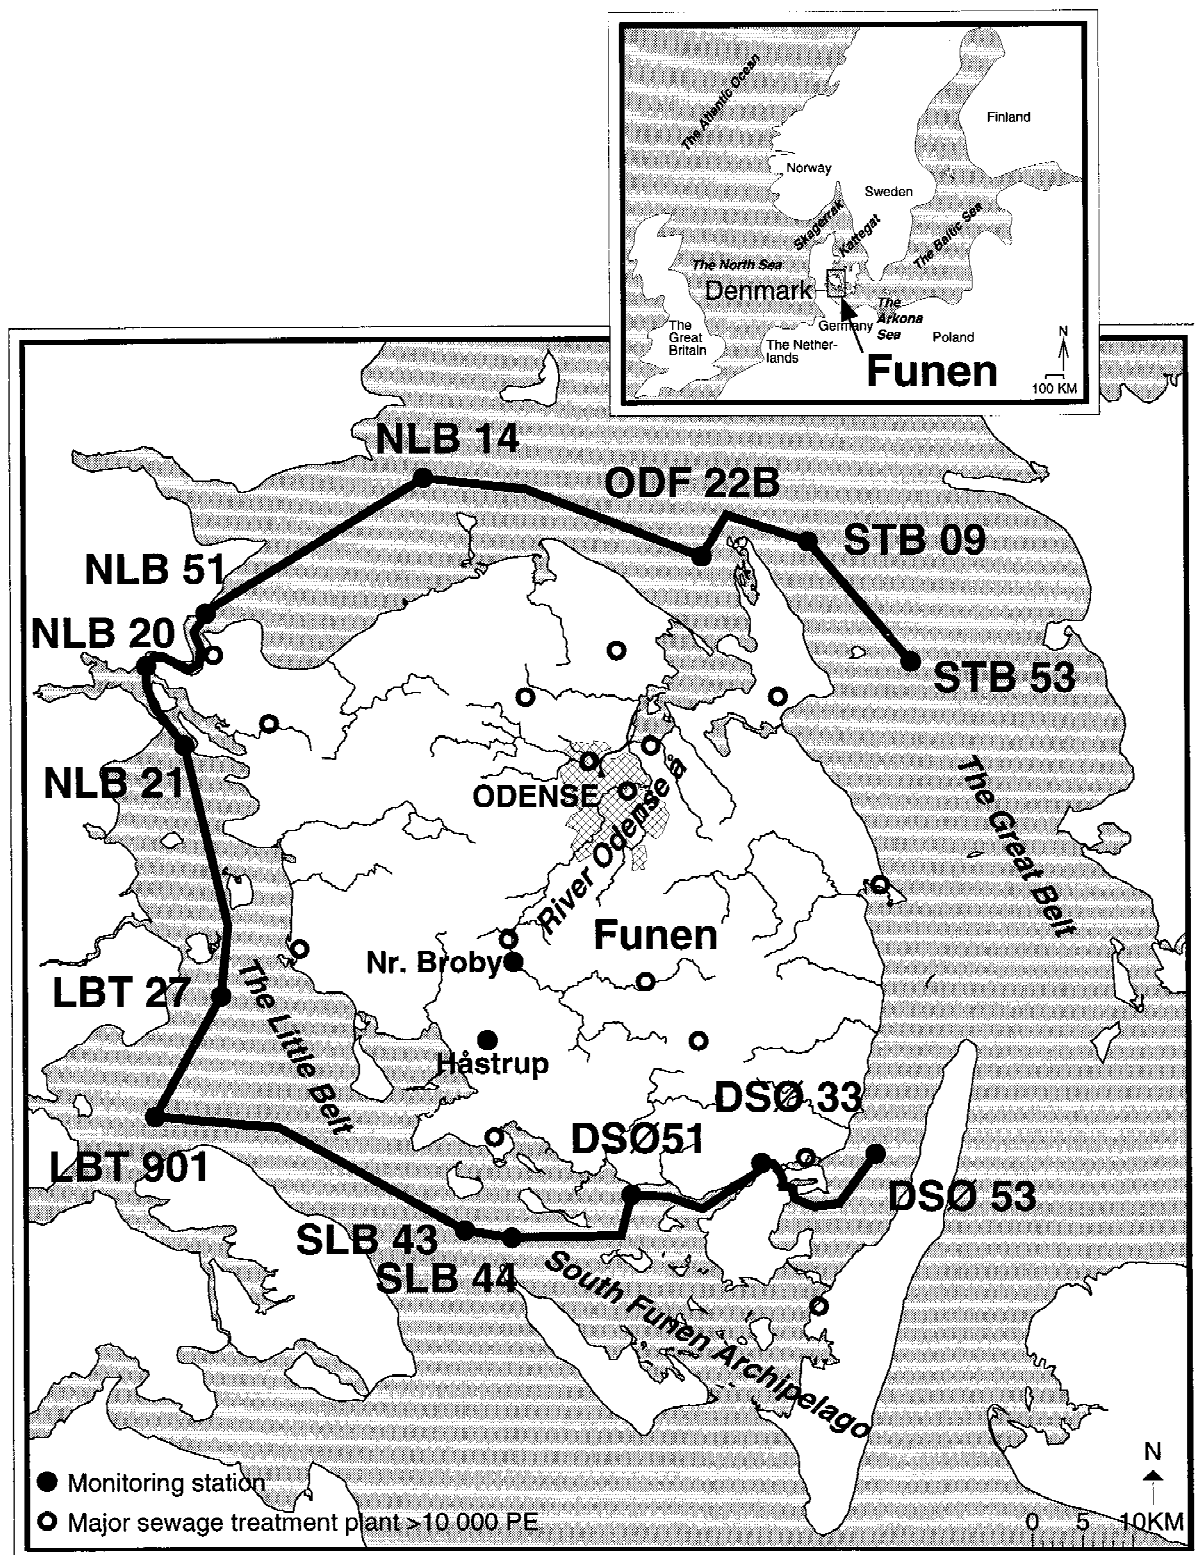 The Atlantic Ocean
Finland
Norway
Sweden
Skagerrak
Kattegat
The Baltic Sea
The North Sea
Denmark
The
Arkona
Sea
The
Great
Britain
Germany
The Nether-
lands
Poland
N
Funen
100 KM
NLB 14
ODF 22B
STB 09
NLB 51
NLB 20
STB 53
NLB 21
ODENSE
River Odense å
The Great Belt
Funen
Nr. Broby
LBT 27
The Little Belt
Håstrup
DSØ 33
DSØ51
LBT 901
DSØ 53
SLB 43
SLB 44
South Funen Archipelago
N
Monitoring station
Major sewage treatment plant >10 000 PE
0 5 10KM